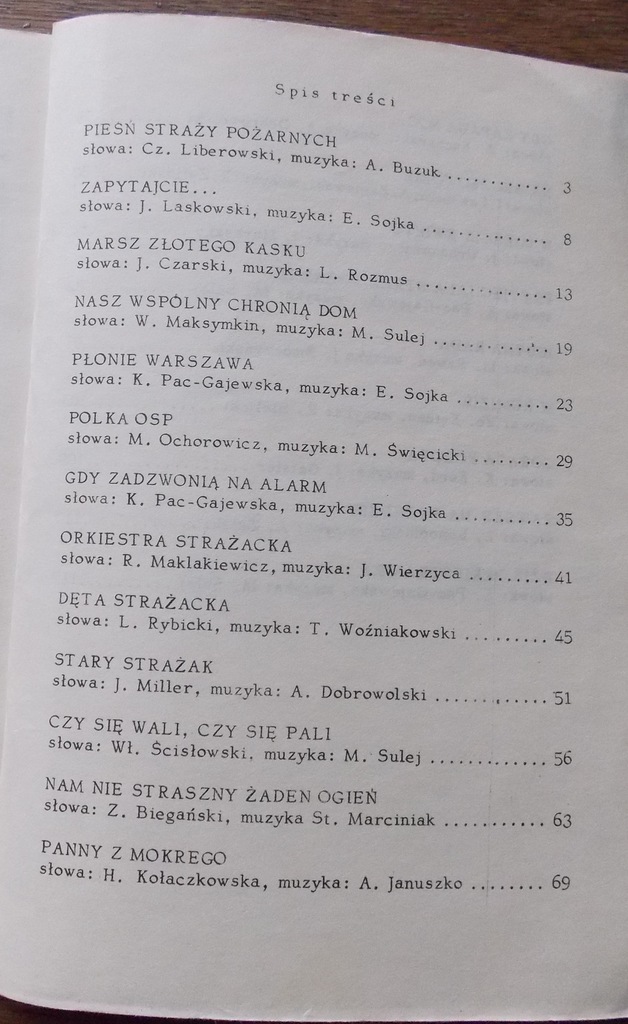 Spis treści
PIEŚŃ STRAŻY POŻARNYCH
słowa: Cz. Liberowski, muzyka: A. Buzuk ............ 3
ZAPYTAJCIE...
słowa: J. Laskowski, muzyka: E. Sojka ............... 8
MARSZ ZŁOTEGO KASKU
słowa: J. Czarski, muzyka: L. Rozmus ............... 13
NASZ WSPÓLNY CHRONIĄ DOM
słowa: W. Maksymkin, muzyka: M. Sulej ............. 19
PŁONIE WARSZAWA
słowa: K. Pac-Gajewska, muzyka: E. Sojka ........... 23
POLKA OSP
słowa: M. Ochorowicz, muzyka: M. Święcicki ......... 29
GDY ZADZWONIĄ NA ALARM
słowa: K. Pac-Gajewska, muzyka: E. Sojka ........... 35
ORKIESTRA STRAŻACKA
słowa: R. Maklakiewicz, muzyka: J. Wierzyca ......... 41
DĘTA STRAŻACKA
słowa: L. Rybicki, muzyka: T. Woźniakowski ......... 45
STARY STRAŻAK
słowa: J. Miller, muzyka: A. Dobrowolski ............. 51
CZY SIĘ WALI, CZY SIĘ PALI
słowa: Wł. Ścisłowski, muzyka: M. Sulej ............. 56
NAM NIE STRASZNY ŻADEN OGIEŃ
słowa: Z. Biegański, muzyka St. Marciniak ........... 63
PANNY Z MOKREGO
słowa: H. Kołaczkowska, muzyka: A. Januszko ........ 69